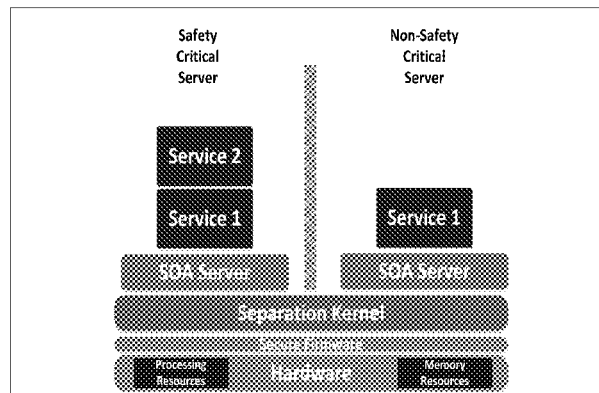 Safety
Critical
Server
Non-Safety
Critical
Server
Service 2
Service 1
Service 1
SOA Server
SOA Server
Separation Kernel
Secure Firmware
Processing
Resources
Hardware
Memory
Resources